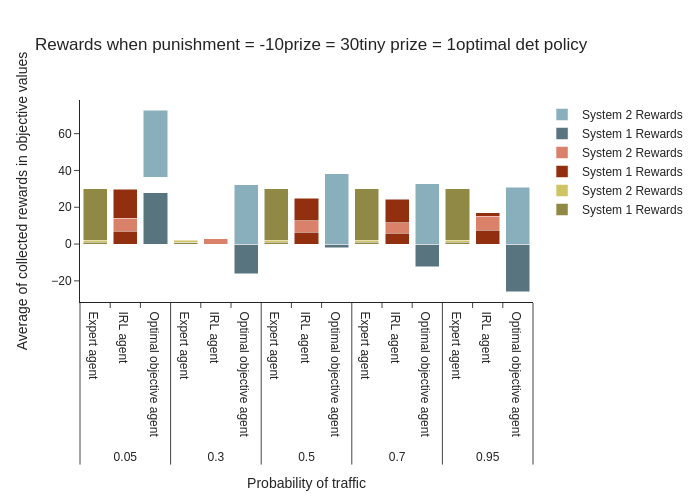 Rewards when punishment = -10prize = 30tiny prize = 1optimal det policy
Average of collected rewards in objective values
60
40
20
0
−20
System 2 Rewards
System 1 Rewards
System 2 Rewards
System 1 Rewards
System 2 Rewards
System 1 Rewards
Expert agent
IRL agent
Optimal objective agent
Expert agent
IRL agent
Optimal objective agent
Expert agent
IRL agent
Optimal objective agent
Expert agent
IRL agent
Optimal objective agent
Expert agent
IRL agent
Optimal objective agent
0.05
0.3
0.5
0.7
0.95
Probability of traffic